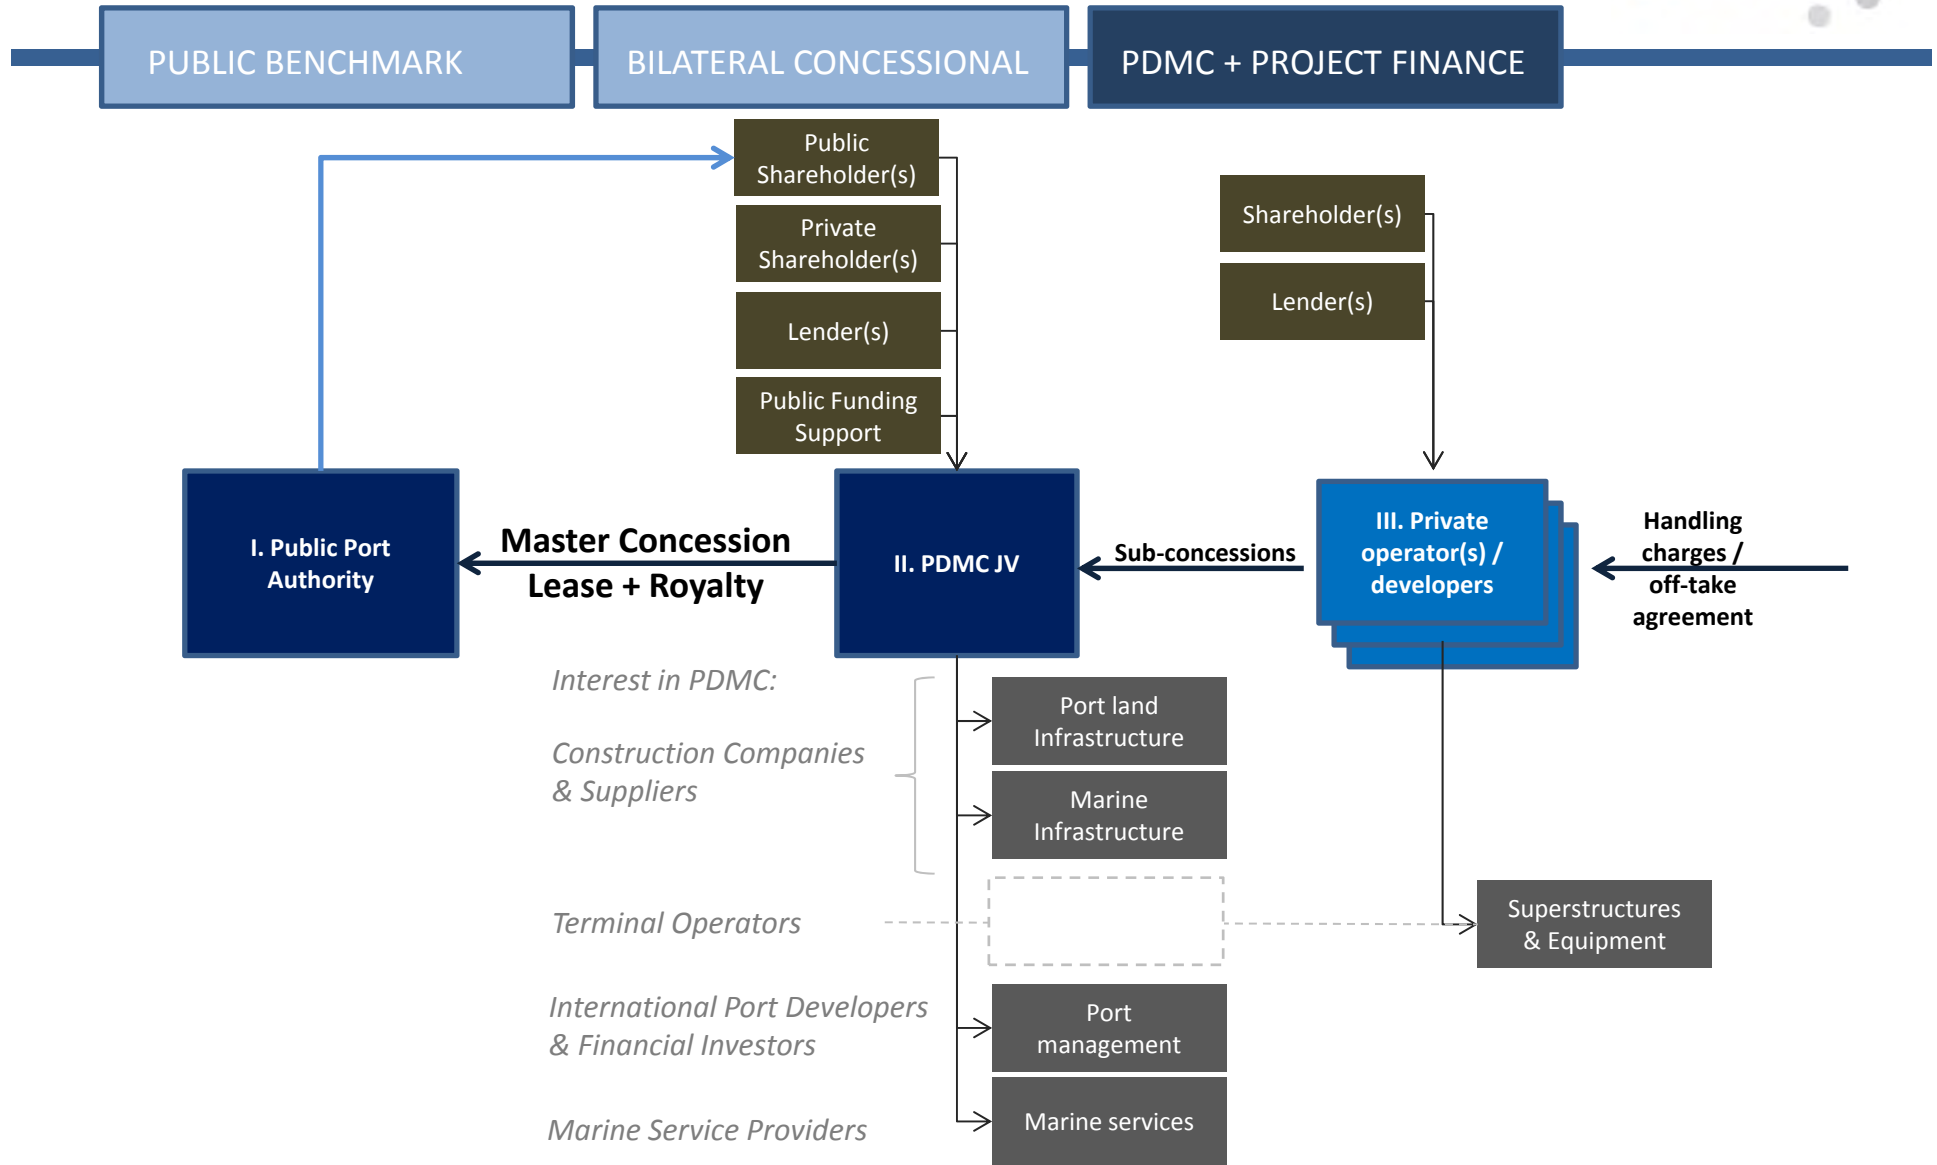 PUBLIC BENCHMARK
BILATERAL CONCESSIONAL
PDMC + PROJECT FINANCE
Public
Shareholder(s)
Private
Shareholder(s)
Lender(s)
Public Funding
Support
Shareholder(s)
Lender(s)
I. Public Port
Authority
Master Concession
Lease + Royalty
II. PDMC JV
Sub-concessions
III. Private
operator(s) /
developers
Handling
charges /
off-take
agreement
Interest in PDMC:
Construction Companies
& Suppliers
Port land
Infrastructure
Marine
Infrastructure
Terminal Operators
Superstructures
& Equipment
International Port Developers
& Financial Investors
Port
management
Marine Service Providers
Marine services